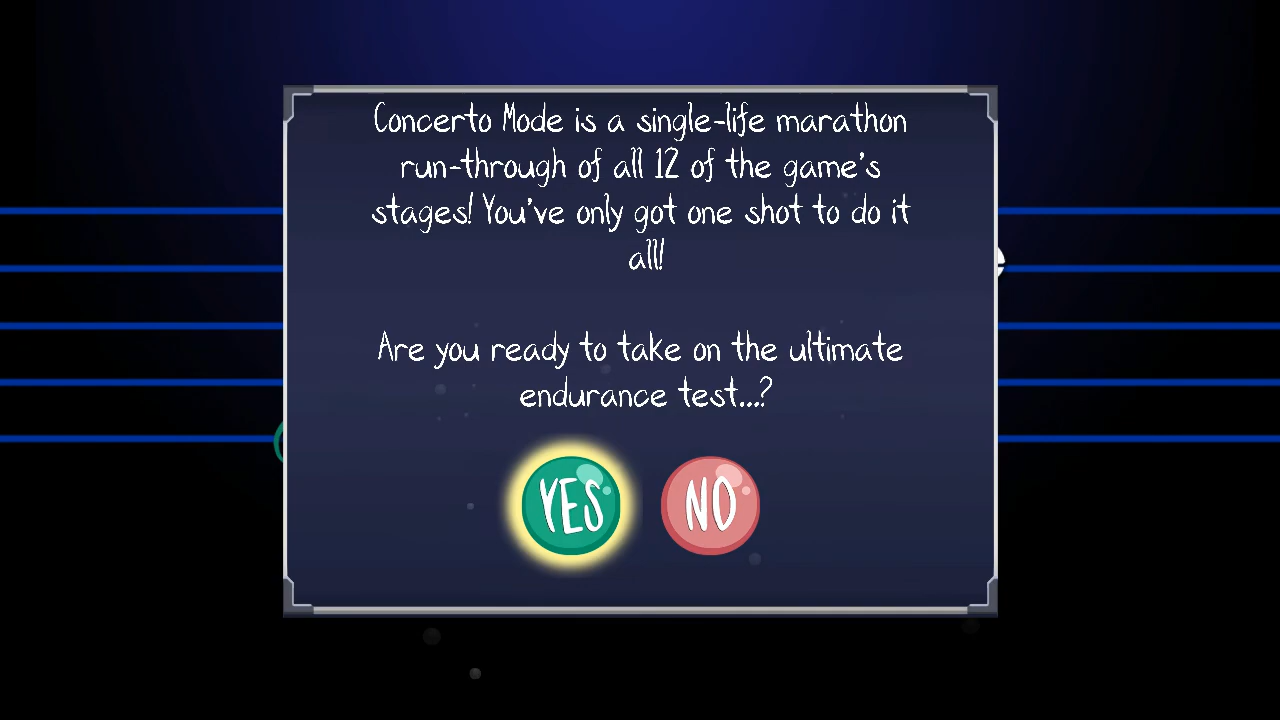 Concerto Mode is a single-life marathon
run-through of all 12 of the game's
stages! You've only got one shot to do it
all!
Are you ready to take on the ultimate
endurance test...?
YES NO